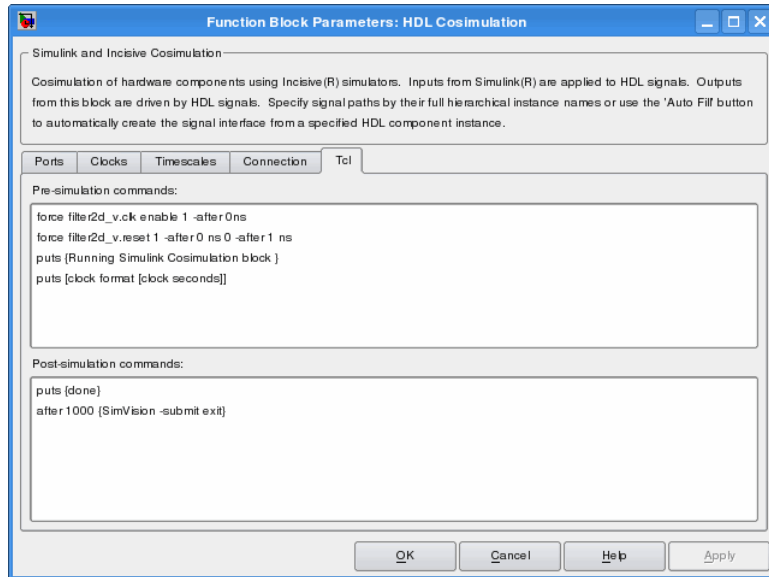 Function Block Parameters: HDL Cosimulation
Simulink and Incisive Cosimulation
Cosimulation of hardware components using Incisive(R) simulators. Inputs from Simulink(R) are applied to HDL signals. Outputs
from this block are driven by HDL signals. Specify signal paths by their full hierarchical instance names or use the 'Auto Fill' button
to automatically create the signal interface from a specified HDL component instance.
Ports Clocks Timescales Connection Tcl
Pre-simulation commands:
force filter2d_v.clk enable 1 -after 0ns
force filter2d_v.reset 1 -after 0 ns 0 -after 1 ns
puts {Running Simulink Cosimulation block }
puts [clock format [clock seconds]]
Post-simulation commands:
puts {done}
after 1000 {SimVision -submit exit}
OK Cancel Help Apply